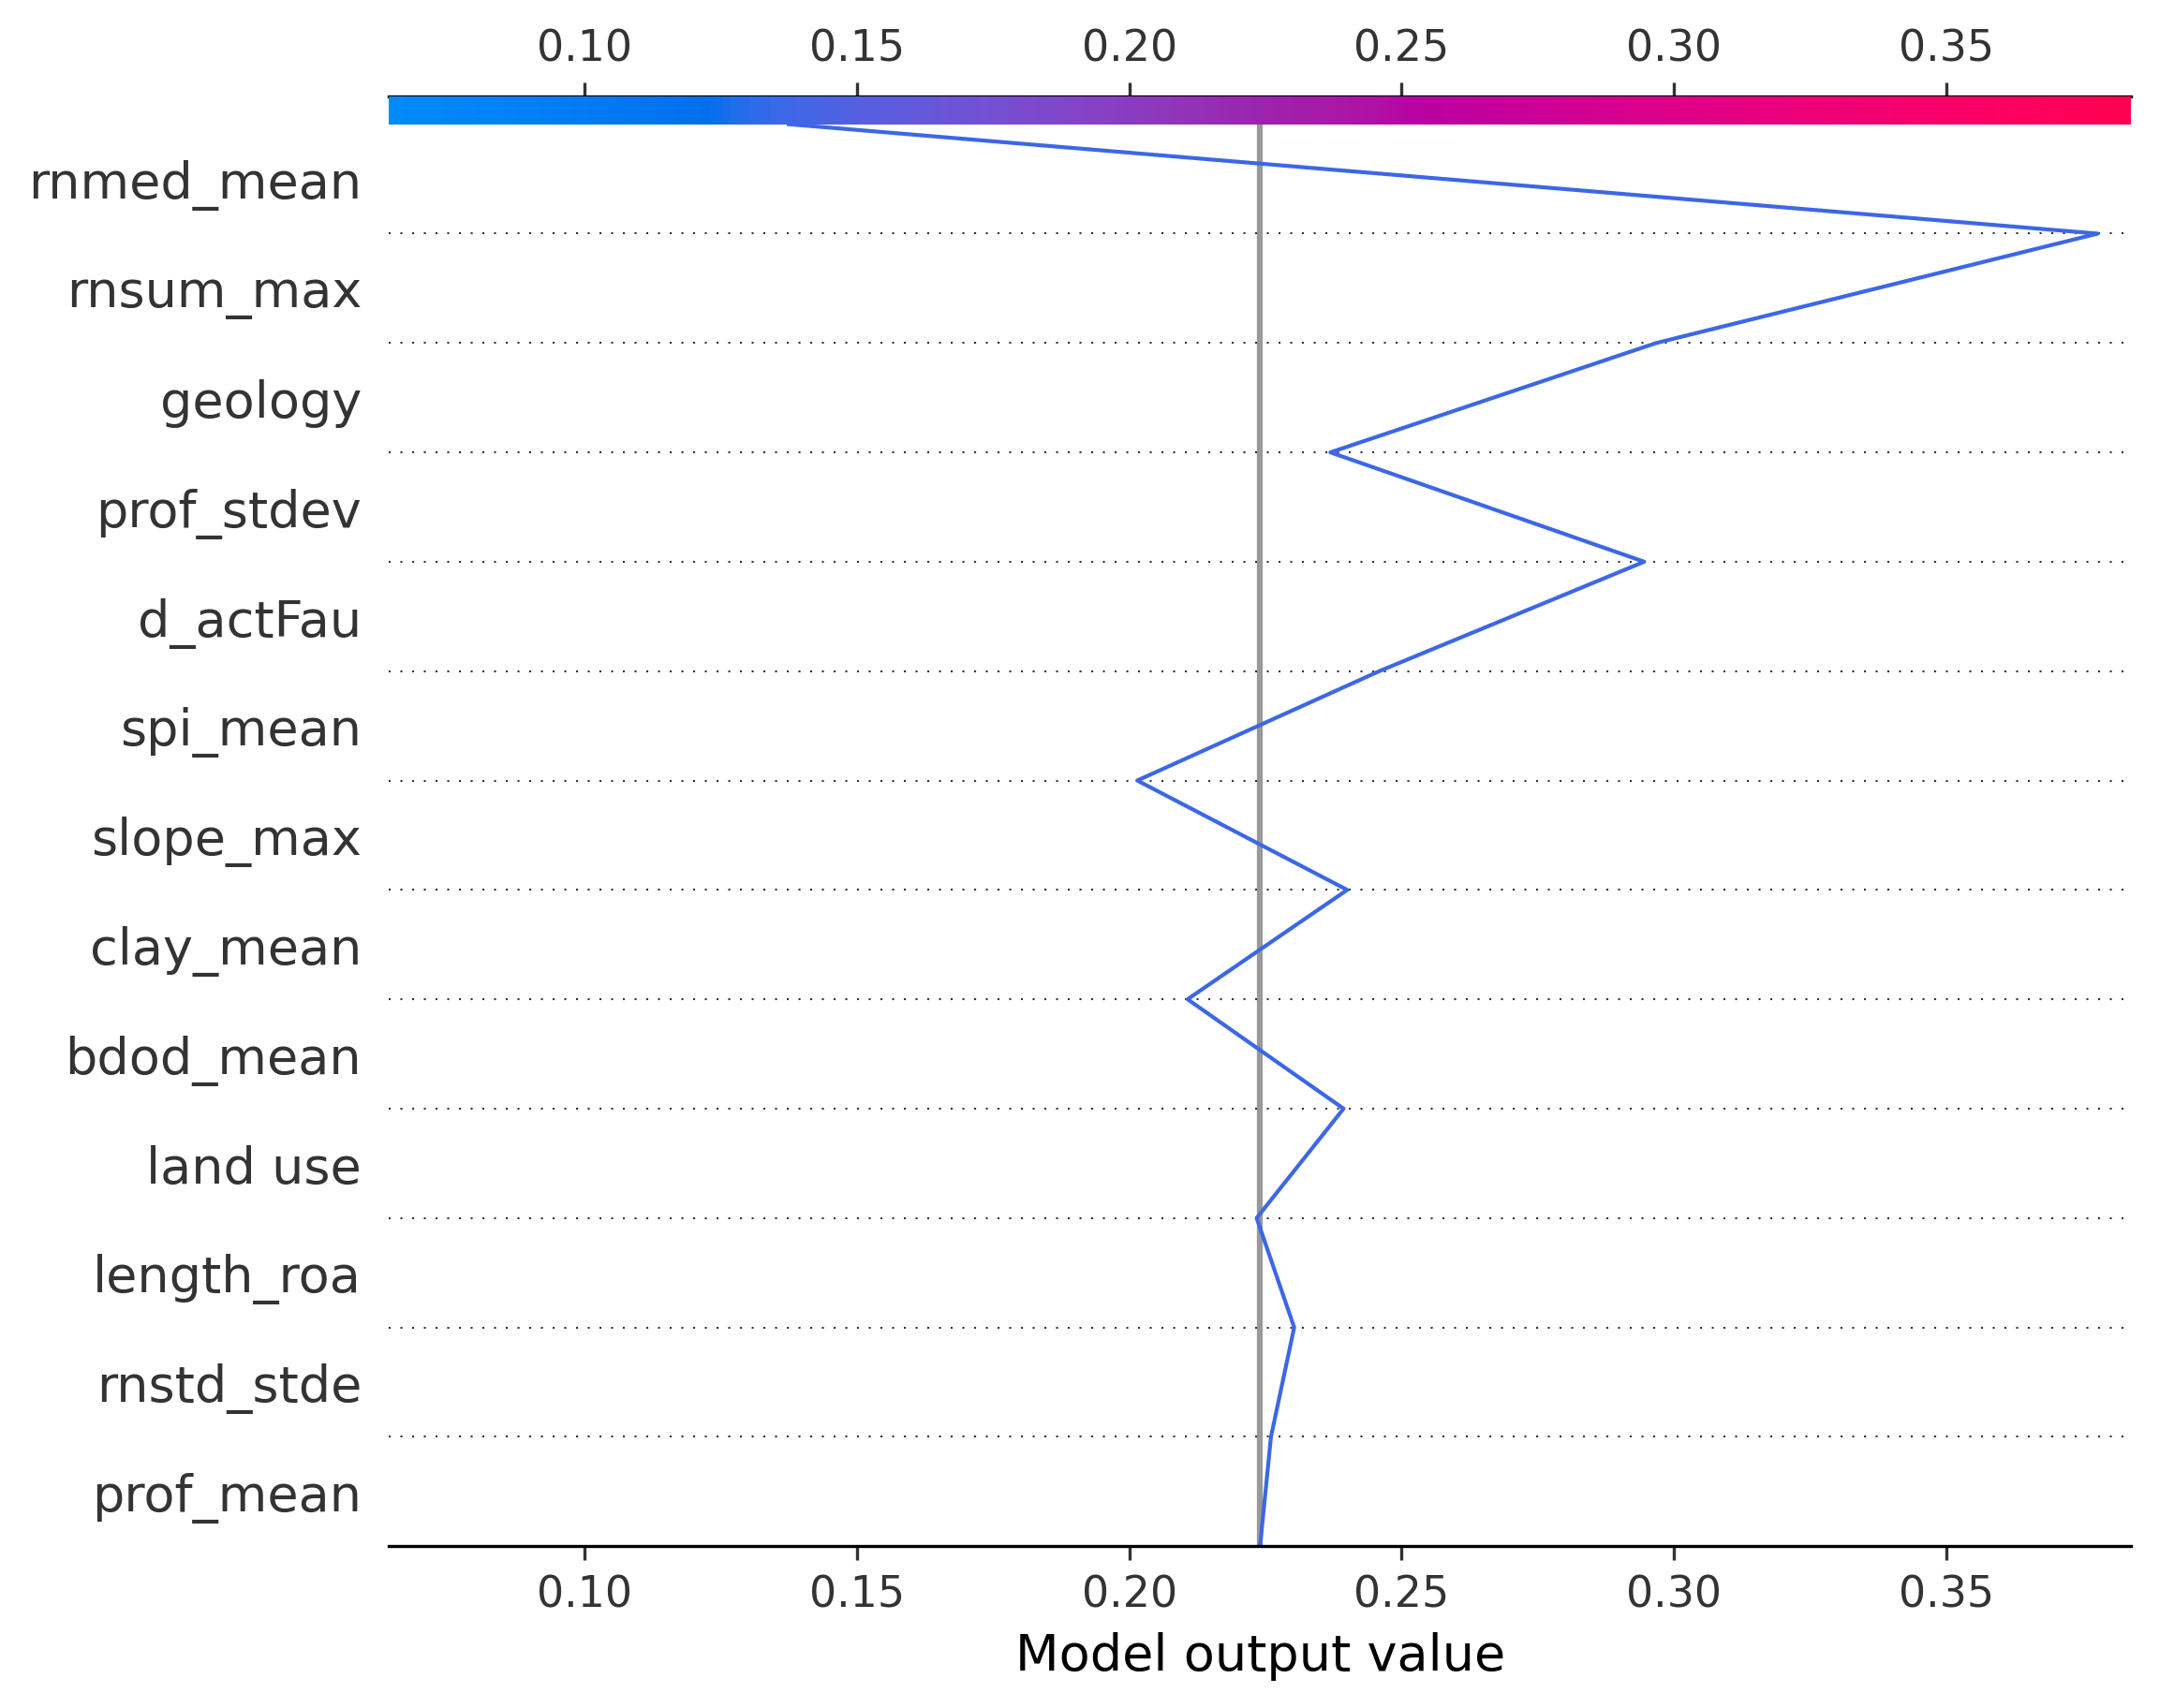 0.10 0.15 0.20 0.25 0.30 0.35
rnmed_mean
rnsum_max
geology
prof_stdev
d_actFau
spi_mean
slope_max
clay_mean
bdod_mean
land use
length_roa
rnstd_stde
prof_mean
0.10 0.15 0.20 0.25 0.30 0.35
Model output value